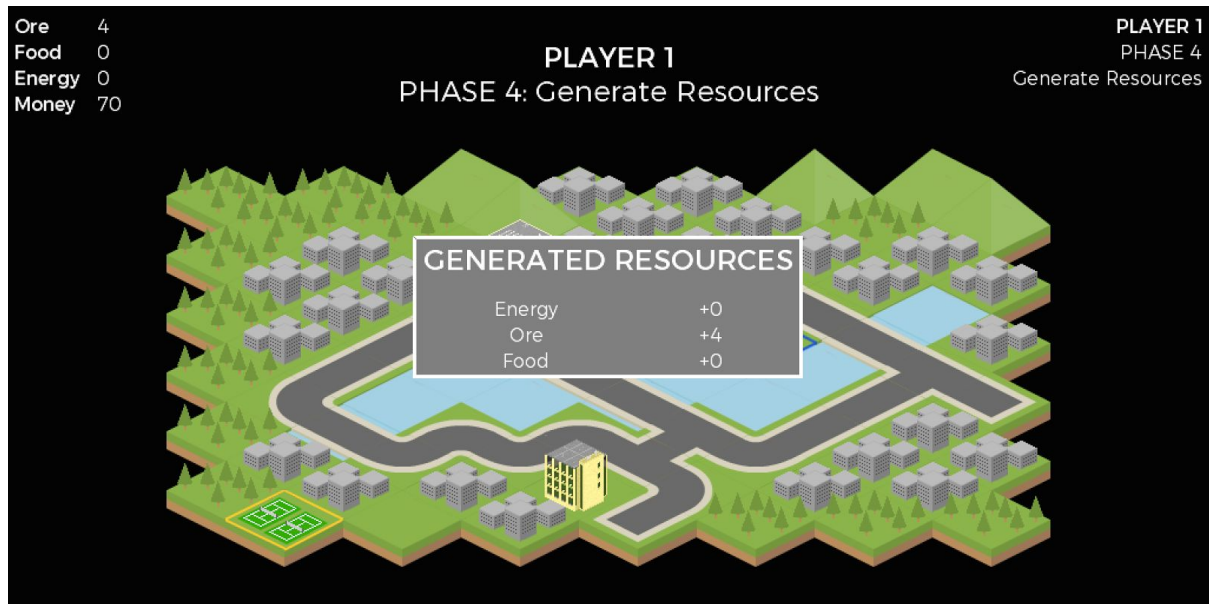 Ore 4
Food 0
Energy 0
Money 70
PLAYER 1
PHASE 4: Generate Resources
PLAYER 1
PHASE 4
Generate Resources
GENERATED RESOURCES
Energy +0
Ore +4
Food +0